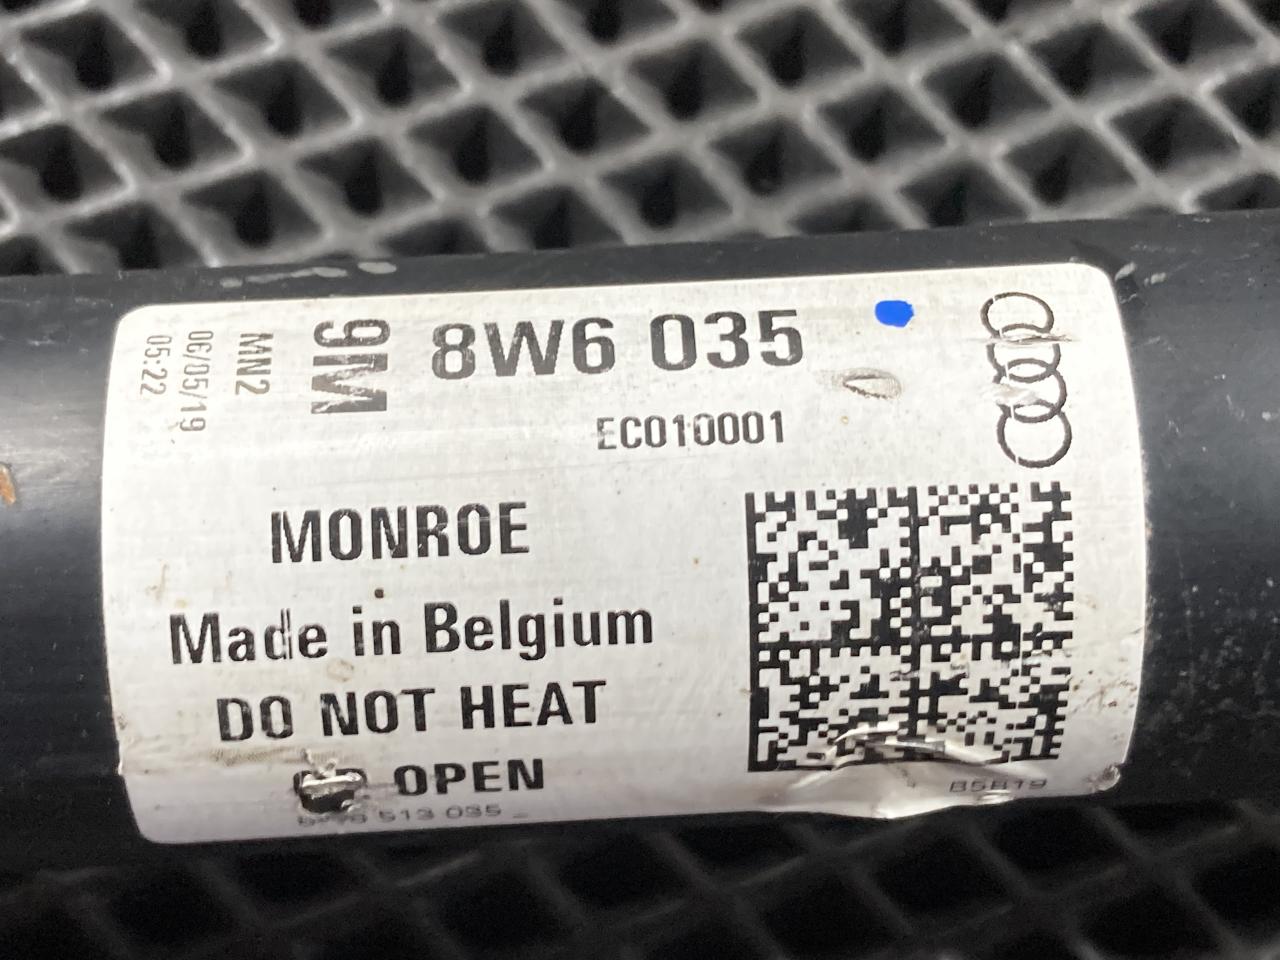 8W6 035
9M
MN2
06/05/19
05:22
EC010001
MONROE
Made in Belgium
DO NOT HEAT
OPEN
513 035
B5B19